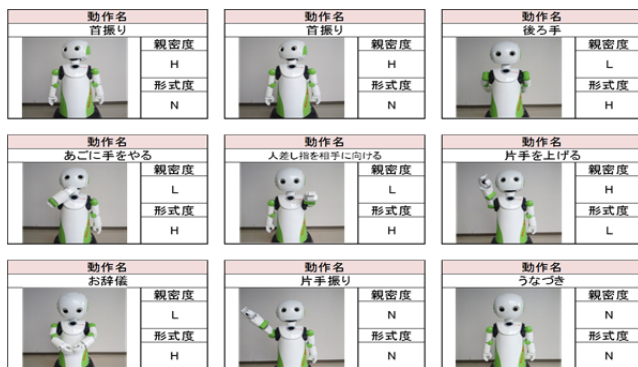 動作名
首振り
親密度
H
形式度
N
動作名
首振り
親密度
H
形式度
N
動作名
後ろ手
親密度
L
形式度
H
動作名
あごに手をやる
親密度
L
形式度
H
動作名
人差し指を相手に向ける
親密度
L
形式度
H
動作名
片手を上げる
親密度
H
形式度
L
動作名
お辞儀
親密度
L
形式度
H
動作名
片手振り
親密度
N
形式度
N
動作名
うなづき
親密度
N
形式度
N